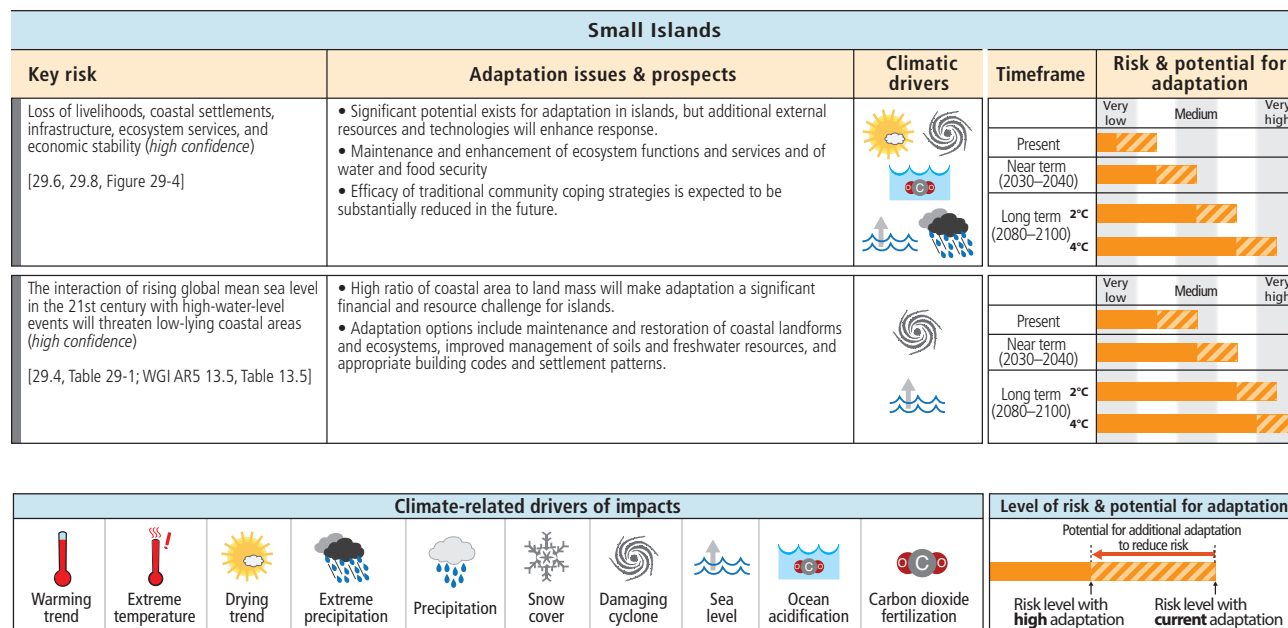 Small Islands
Key risk
Adaptation issues & prospects
Climatic
drivers
Timeframe
Risk & potential for
adaptation
Loss of livelihoods, coastal settlements,
infrastructure, ecosystem services, and
economic stability (high confidence)
[29.6, 29.8, Figure 29-4]
• Significant potential exists for adaptation in islands, but additional external
resources and technologies will enhance response.
• Maintenance and enhancement of ecosystem functions and services and of
water and food security
• Efficacy of traditional community coping strategies is expected to be
substantially reduced in the future.
O C O
Very
low
Medium
Very
high
Present
Near term
(2030–2040)
Long term
(2080–2100)
2°C
4°C
The interaction of rising global mean sea level
in the 21st century with high-water-level
events will threaten low-lying coastal areas
(high confidence)
[29.4, Table 29-1; WGI AR5 13.5, Table 13.5]
• High ratio of coastal area to land mass will make adaptation a significant
financial and resource challenge for islands.
• Adaptation options include maintenance and restoration of coastal landforms
and ecosystems, improved management of soils and freshwater resources, and
appropriate building codes and settlement patterns.
Very
low
Medium
Very
high
Present
Near term
(2030–2040)
Long term
(2080–2100)
2°C
4°C
Climate-related drivers of impacts
Warming
trend
Extreme
temperature
Drying
trend
Extreme
precipitation
Precipitation
Snow
cover
Damaging
cyclone
Sea
level
O C O
Ocean
acidification
O C O
Carbon dioxide
fertilization
Level of risk & potential for adaptation
Potential for additional adaptation
to reduce risk
Risk level with
high adaptation
Risk level with
current adaptation